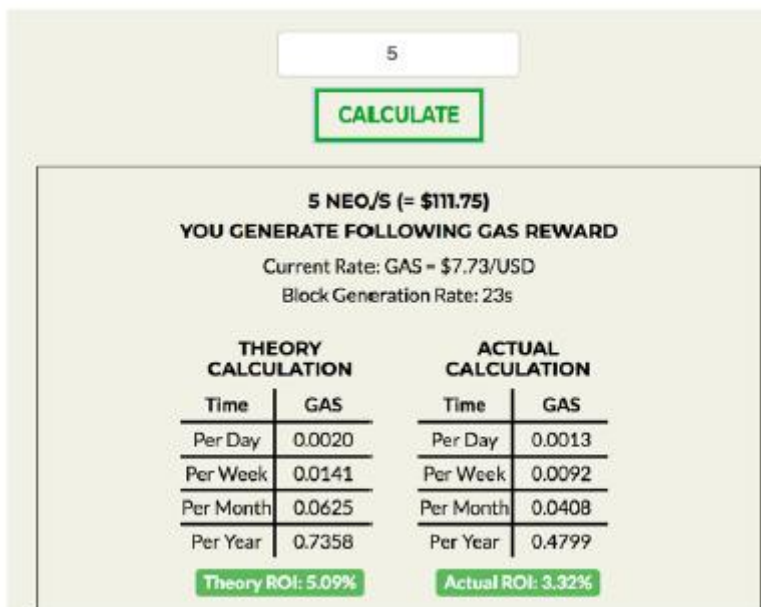 5
CALCULATE
5 NEO/S (= $111.75)
YOU GENERATE FOLLOWING GAS REWARD
Current Rate: GAS = $7.73/USD
Block Generation Rate: 23s
THEORY ACTUAL
CALCULATION CALCULATION
Time GAS Time GAS
Per Day 0.0020 Per Day 0.0013
Per Week 0.0141 Per Week 0.0092
Per Month 0.0625 Per Month 0.0408
Per Year 0.7358 Per Year 0.4799
Theory ROI: 5.09% Actual ROI: 3.32%